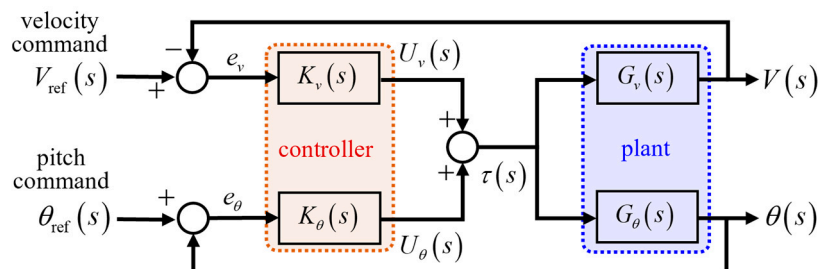 velocity
command
V_ref(s)
−
+
e_v
K_v(s)
U_v(s)
G_v(s)
V(s)
controller
+
+
τ(s)
plant
pitch
command
θ_ref(s)
+
e_θ
K_θ(s)
U_θ(s)
G_θ(s)
θ(s)